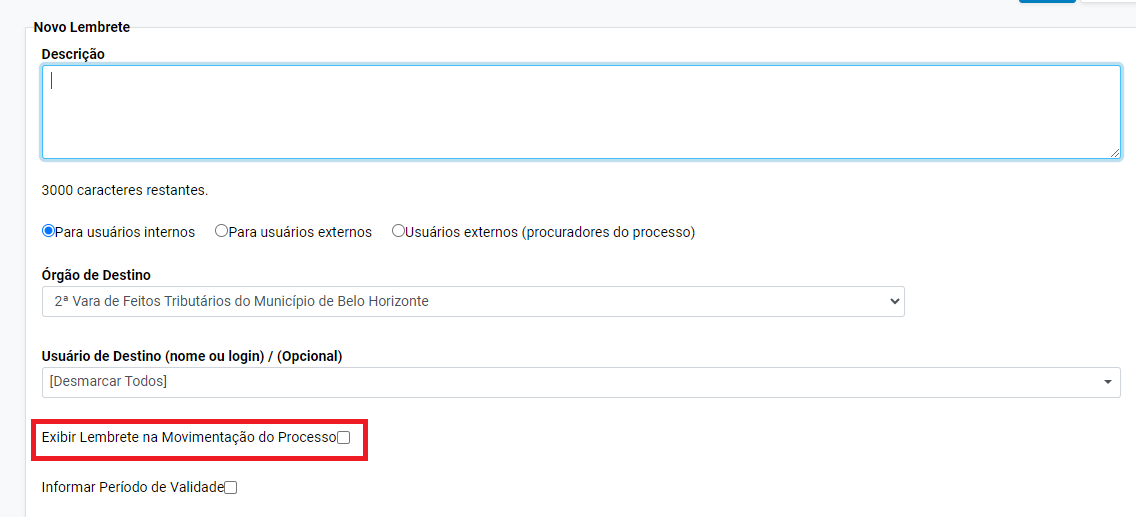 Novo Lembrete
Descrição
3000 caracteres restantes.
Para usuários internos Para usuários externos Usuários externos (procuradores do processo)
Órgão de Destino
2ª Vara de Feitos Tributários do Município de Belo Horizonte
Usuário de Destino (nome ou login) / (Opcional)
[Desmarcar Todos]
Exibir Lembrete na Movimentação do Processo
Informar Período de Validade